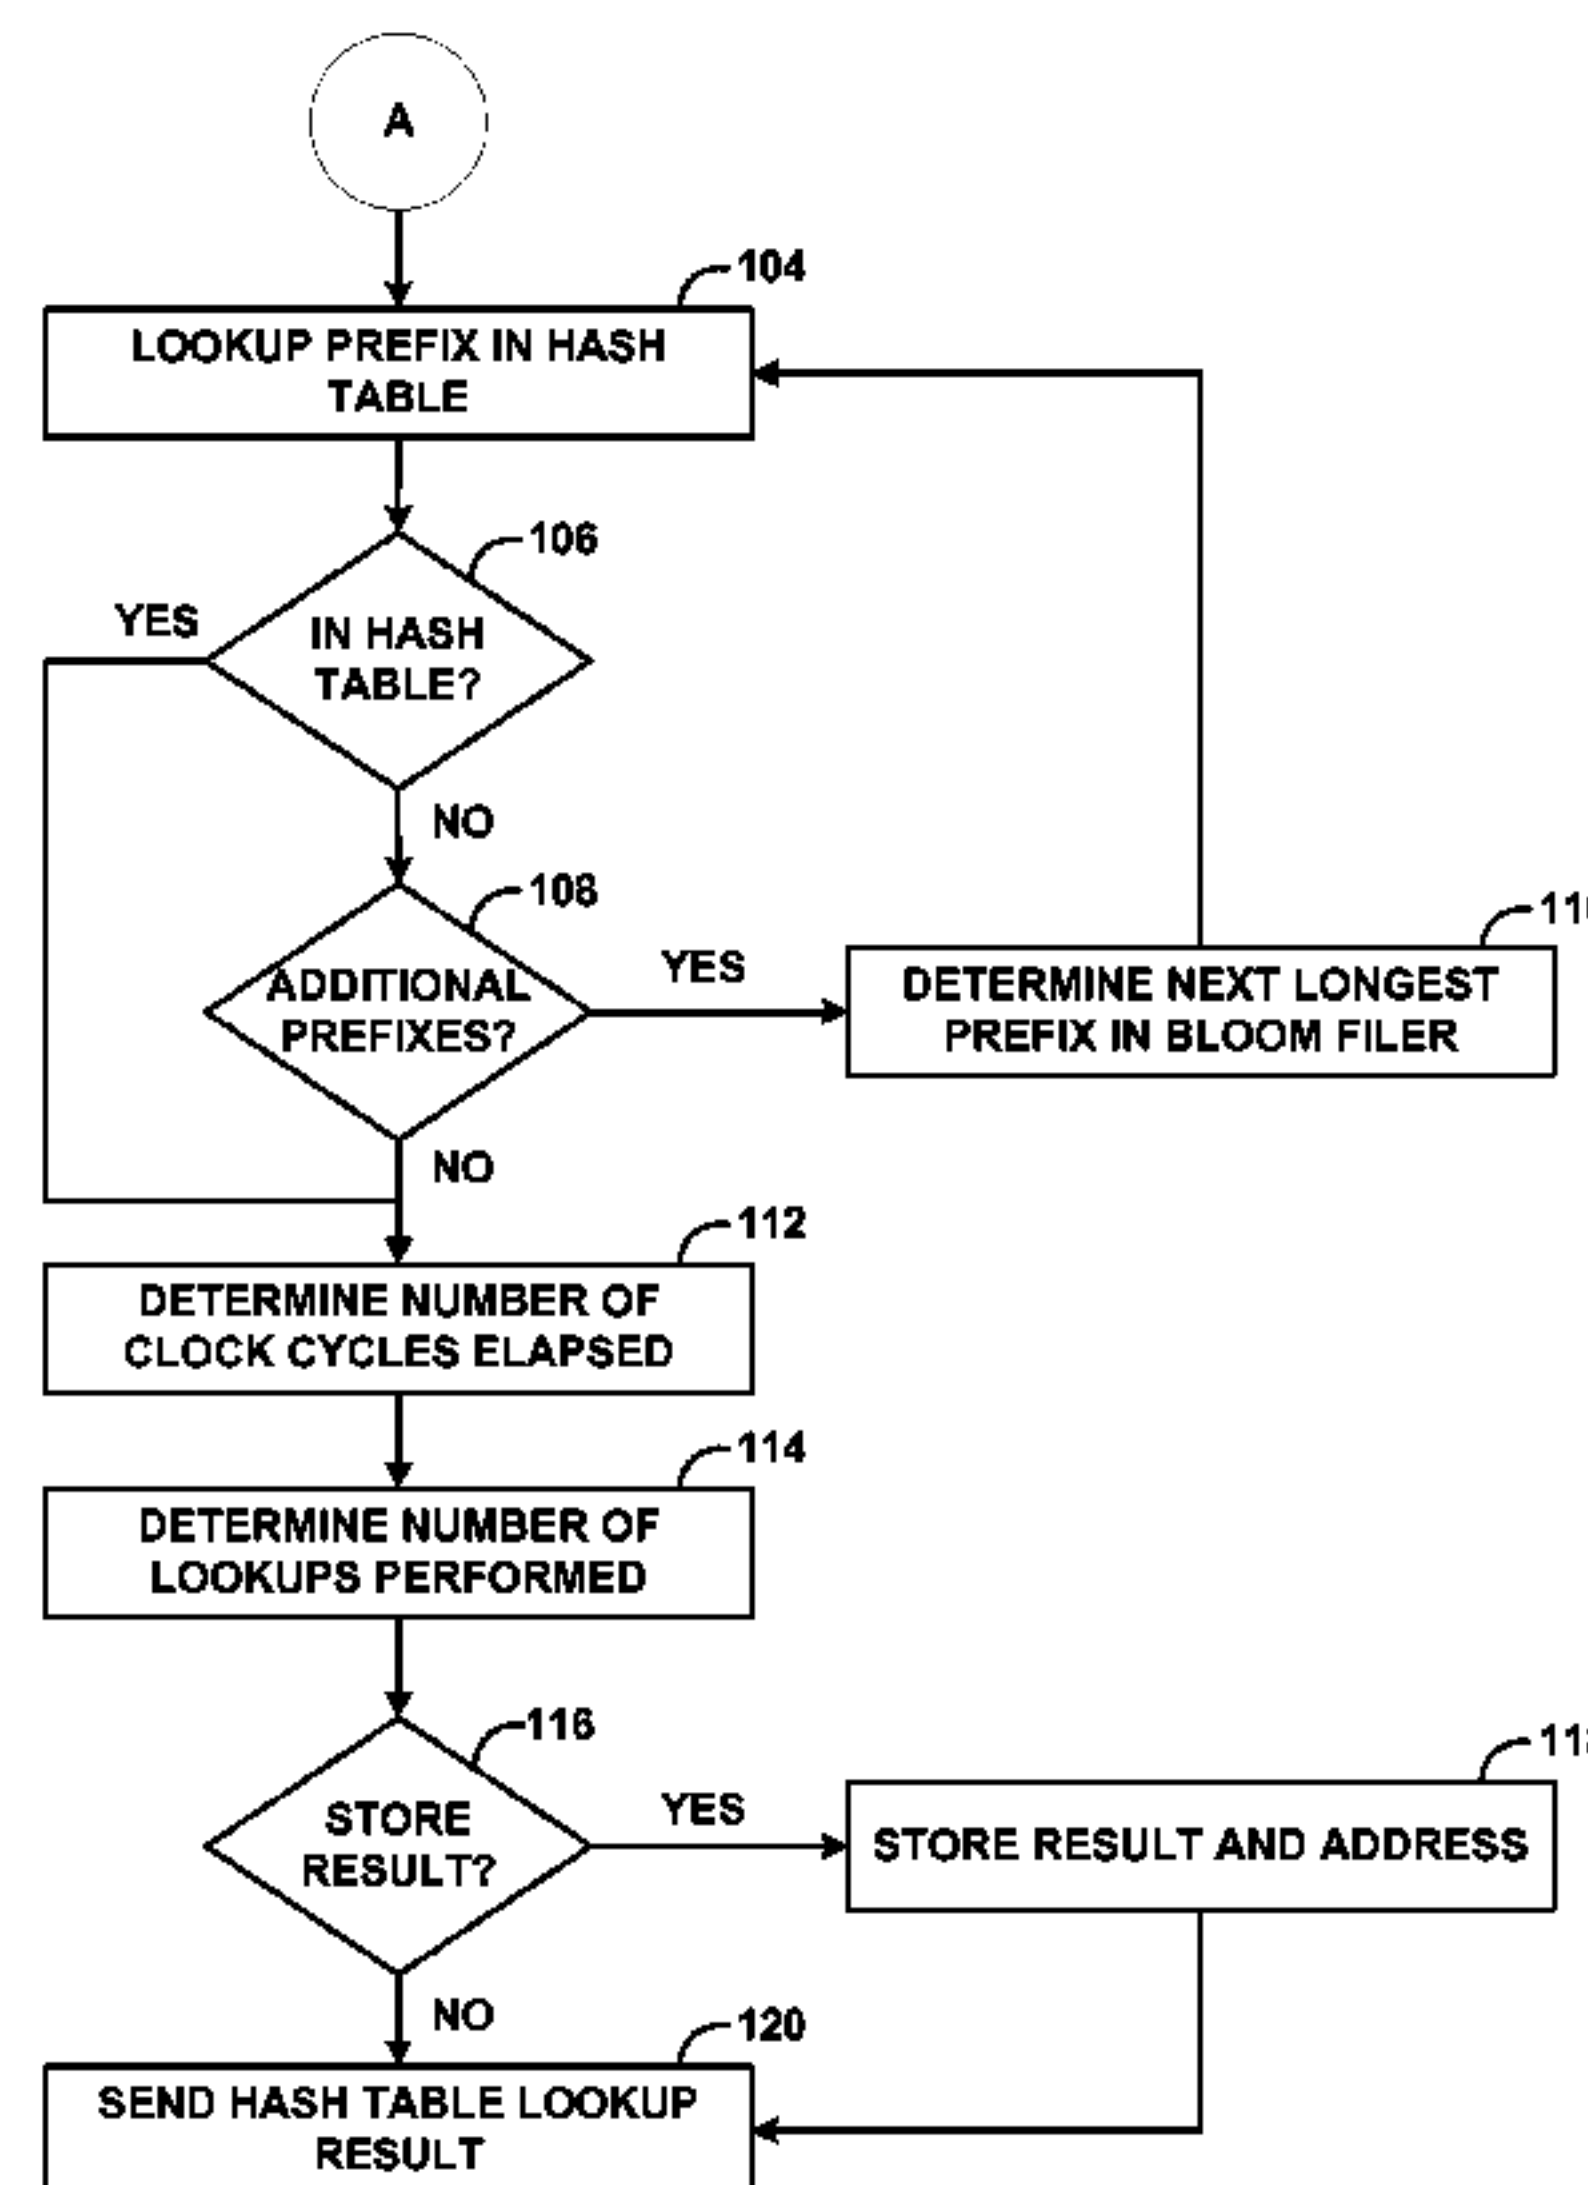 A
104
LOOKUP PREFIX IN HASH
TABLE
106
YES
IN HASH
TABLE?
NO
108
ADDITIONAL
PREFIXES?
YES
DETERMINE NEXT LONGEST
PREFIX IN BLOOM FILER
NO
112
DETERMINE NUMBER OF
CLOCK CYCLES ELAPSED
114
DETERMINE NUMBER OF
LOOKUPS PERFORMED
116
STORE
RESULT?
YES
STORE RESULT AND ADDRESS
NO
120
SEND HASH TABLE LOOKUP
RESULT